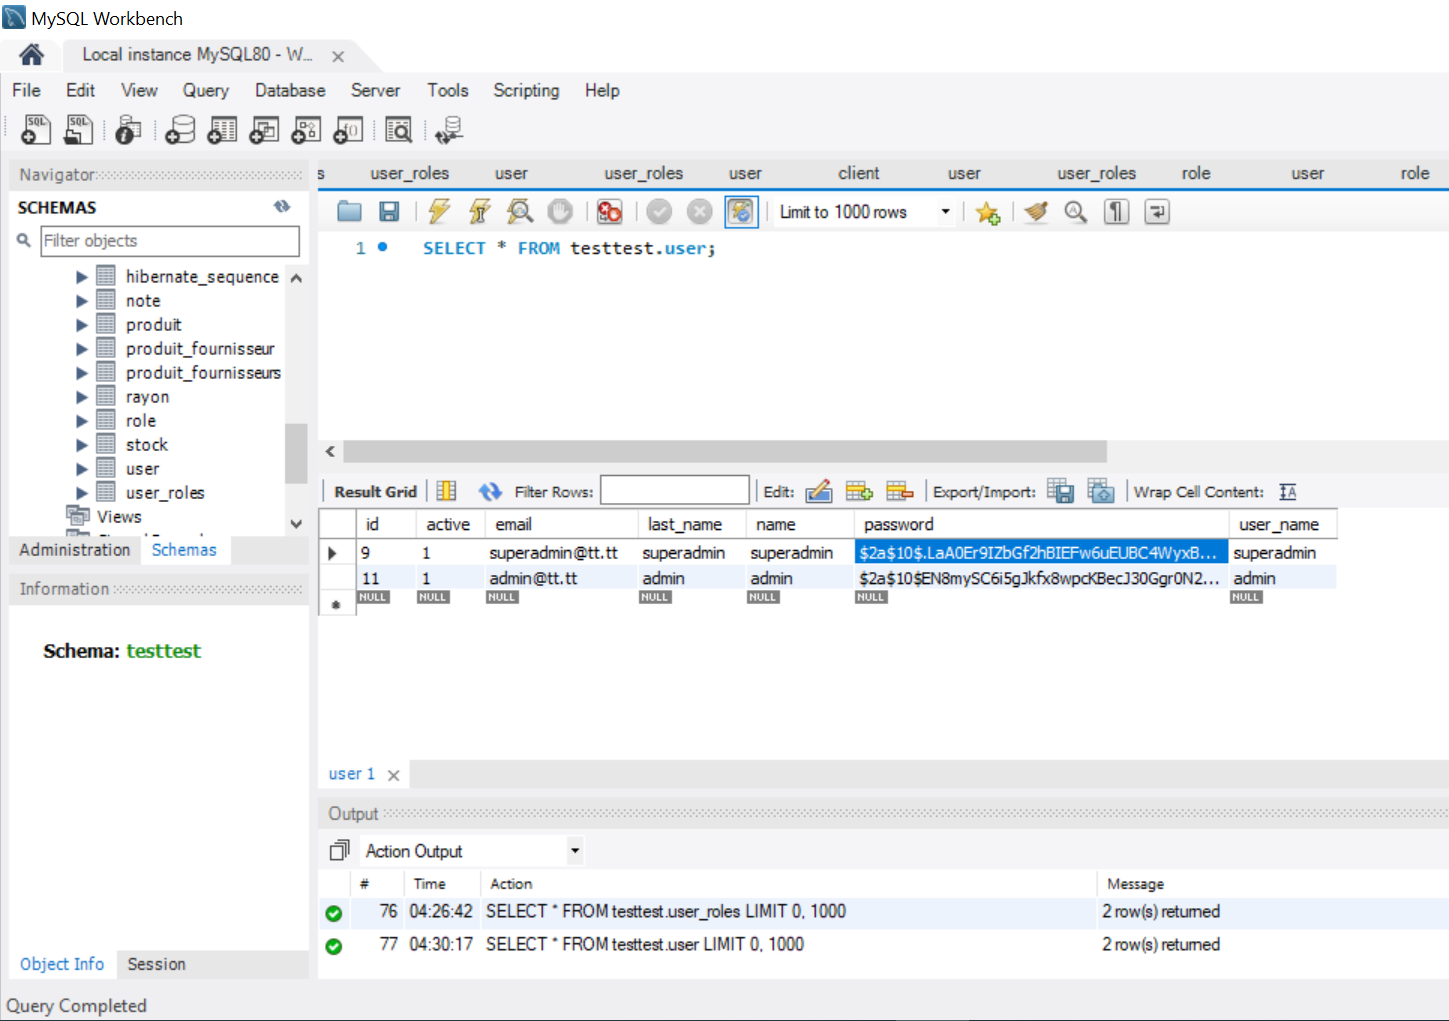 MySQL Workbench
Local instance MySQL80 - W...
File Edit View Query Database Server Tools Scripting Help
SQL SQL
Navigator
SCHEMAS
Filter objects
hibernate_sequence
note
produit
produit_fournisseur
produit_fournisseurs
rayon
role
stock
user
user_roles
Views
Administration Schemas
Information
Schema: testtest
Object Info Session
s user_roles user user_roles user client user user_roles role user role
Limit to 1000 rows
1 SELECT * FROM testtest.user;
Result Grid Filter Rows: Edit: Export/Import: Wrap Cell Content:
id active email last_name name password user_name
9 1 superadmin@tt.tt superadmin superadmin $2a$10$.LaA0Er9IZbGf2hBIEFw6uEUBC4WyxB... superadmin
11 1 admin@tt.tt admin admin $2a$10$EN8mySC6i5gJkfx8wpcKBecJ30Ggr0N2... admin
NULL NULL NULL NULL NULL NULL NULL
user 1
Output
Action Output
# Time Action Message
76 04:26:42 SELECT * FROM testtest.user_roles LIMIT 0, 1000 2 row(s) returned
77 04:30:17 SELECT * FROM testtest.user LIMIT 0, 1000 2 row(s) returned
Query Completed